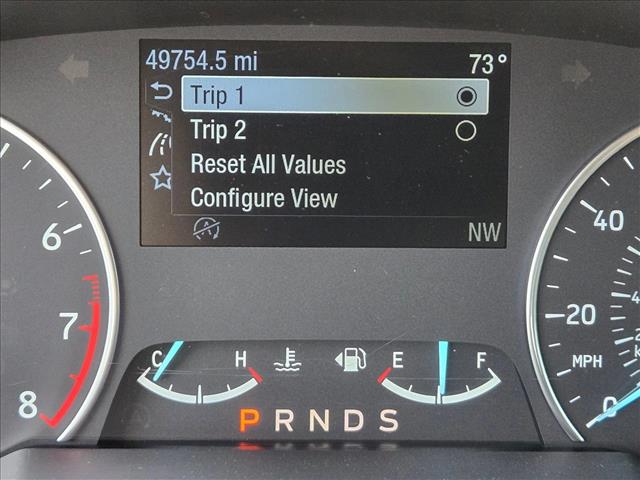 49754.5 mi 73°
Trip 1
Trip 2
Reset All Values
Configure View
NW
6
7
8
40
20
MPH
0
C H E F
P R N D S